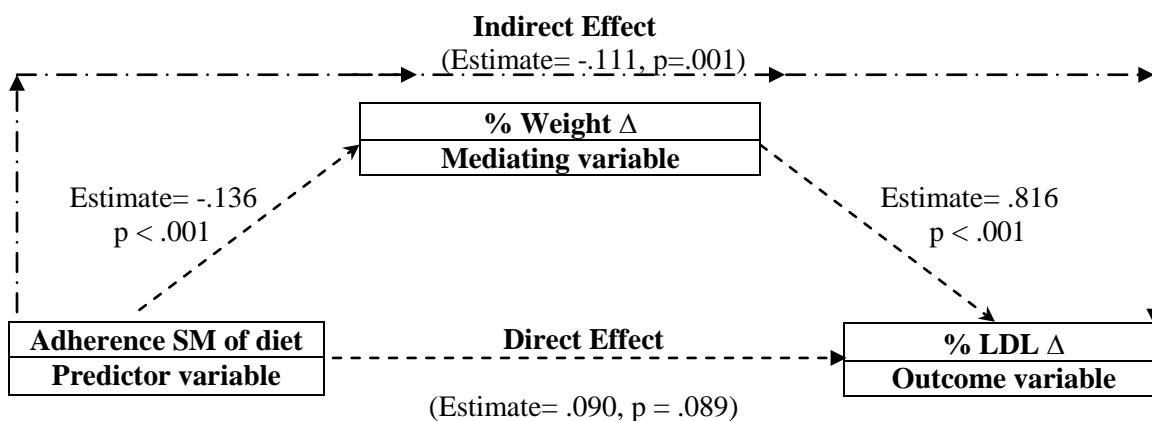 Indirect Effect
(Estimate= -.111, p=.001)
% Weight Δ
Mediating variable
Estimate= -.136
p < .001
Estimate= .816
p < .001
Adherence SM of diet
Predictor variable
Direct Effect
(Estimate= .090, p = .089)
% LDL Δ
Outcome variable